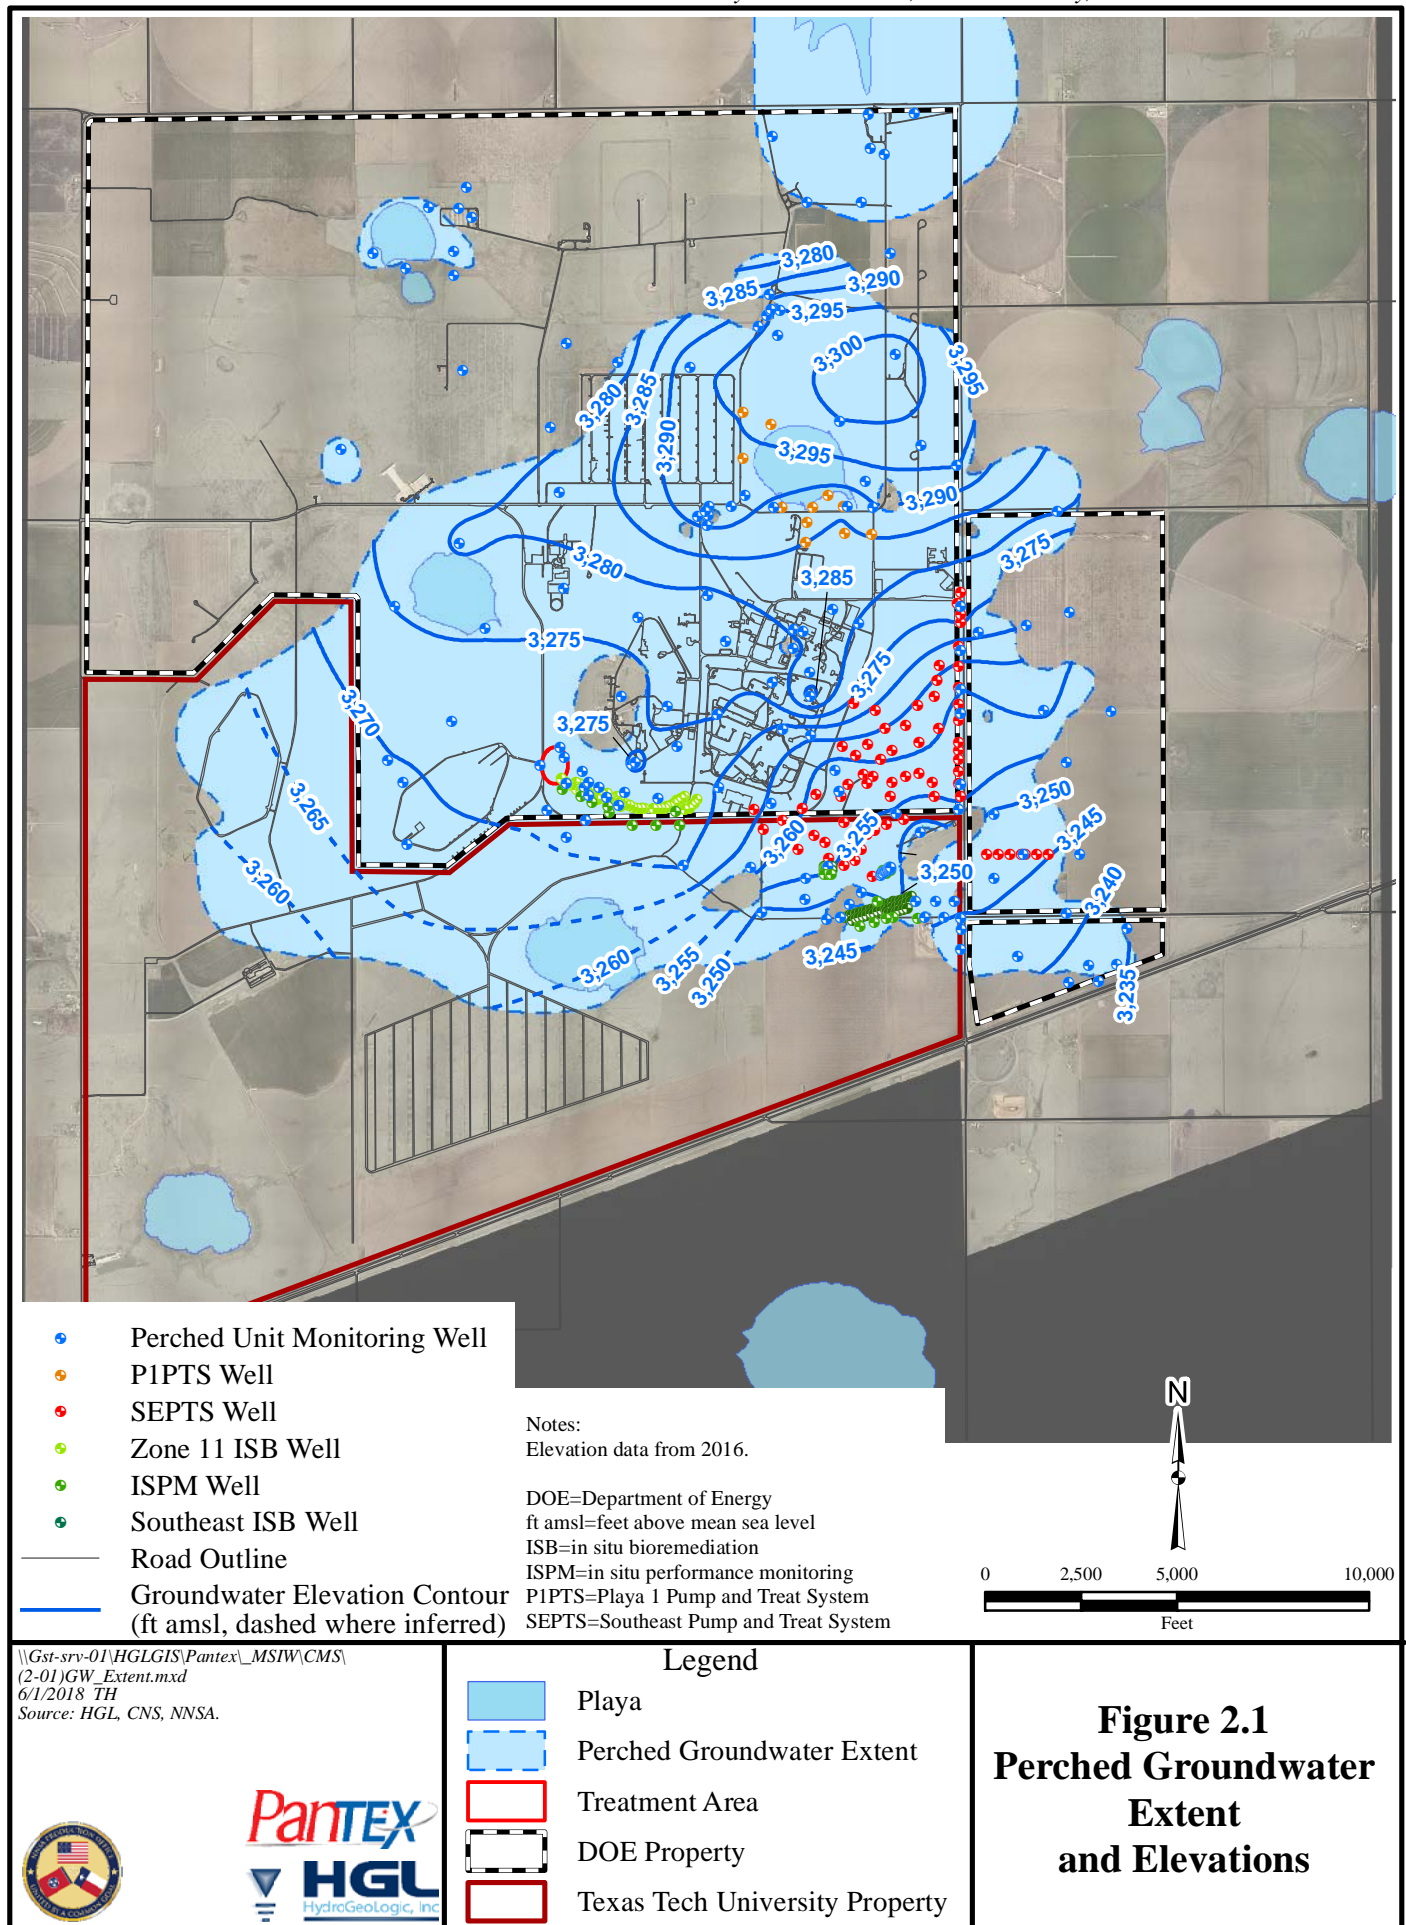 3,280
3,285
3,290
3,295
3,300
3,295
3,280
3,285
3,290
3,295
3,290
3,275
3,280
3,285
3,275
3,275
3,270
3,275
3,265
3,260
3,250
3,245
3,260
3,255
3,250
3,240
3,260
3,255
3,250
3,245
3,235
Perched Unit Monitoring Well
P1PTS Well
SEPTS Well
Zone 11 ISB Well
ISPM Well
Southeast ISB Well
Road Outline
Groundwater Elevation Contour
(ft amsl, dashed where inferred)
Notes:
Elevation data from 2016.
DOE=Department of Energy
ft amsl=feet above mean sea level
ISB=in situ bioremediation
ISPM=in situ performance monitoring
P1PTS=Playa 1 Pump and Treat System
SEPTS=Southeast Pump and Treat System
N
0 2,500 5,000 10,000
Feet
\\Gst-srv-01\HGLGIS\Pantex\_MSIW\CMS\
(2-01)GW_Extent.mxd
6/1/2018 TH
Source: HGL, CNS, NNSA.
PANTEX
HGL
HydroGeoLogic, Inc
NNSA PRODUCTION OFFICE
UNITED BY A COMMON GOAL
Legend
Playa
Perched Groundwater Extent
Treatment Area
DOE Property
Texas Tech University Property
Figure 2.1
Perched Groundwater
Extent
and Elevations